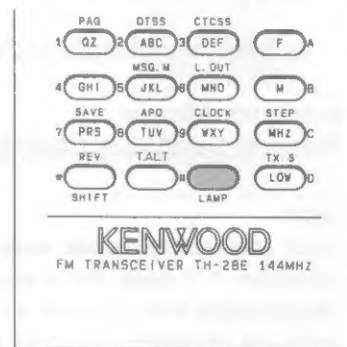 PAG DTSS CTCSS
1 QZ 2 ABC 3 DEF F A
MSG.M L.OUT
4 GHI 5 JKL 6 MNO M B
SAVE APO CLOCK STEP
7 PRS 8 TUV 9 WXY MHZ C
REV T.ALT TX.S
* 0 # LOW D
SHIFT LAMP
KENWOOD
FM TRANSCEIVER TH-28E 144MHz